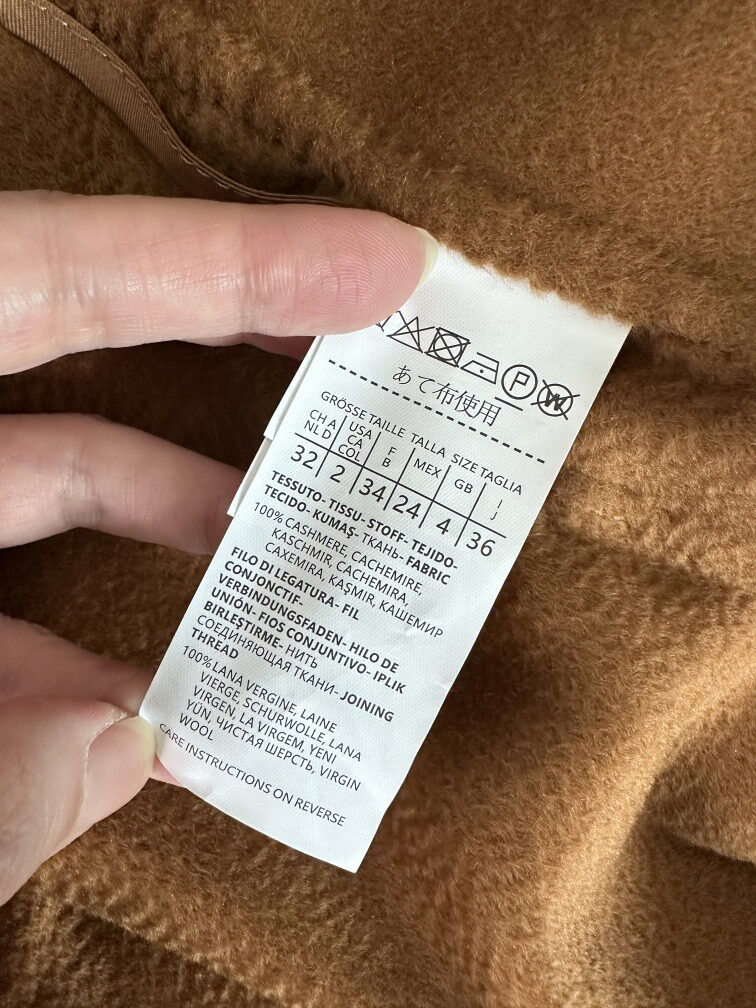 P W
あて布使用
GRÖSSE TAILLE TALLA SIZE TAGLIA
CH A NL D USA CA COL F B MEX GB I J
32 2 34 24 4 36
TESSUTO- TISSU- STOFF- TEJIDO-
TECIDO- KUMAŞ- ТКАНЬ- FABRIC
100% CASHMERE, CACHEMIRE,
KASCHMIR, CACHEMIRA,
CAXEMIRA, KAŞMIR, КАШЕМИР
FILO DI LEGATURA- FIL
CONJONCTIF-
VERBINDUNGSFADEN- HILO DE
UNIÓN- FIOS CONJUNTIVO- IPLIK
BIRLEŞTIRME- НИТЬ
СОЕДИНЯЮЩАЯ ТКАНИ- JOINING
THREAD
100% LANA VERGINE, LAINE
VIERGE, SCHURWOLLE, LANA
VIRGEN, LA VIRGEM, YENI
YÜN, ЧИСТАЯ ШЕРСТЬ, VIRGIN
WOOL
CARE INSTRUCTIONS ON REVERSE